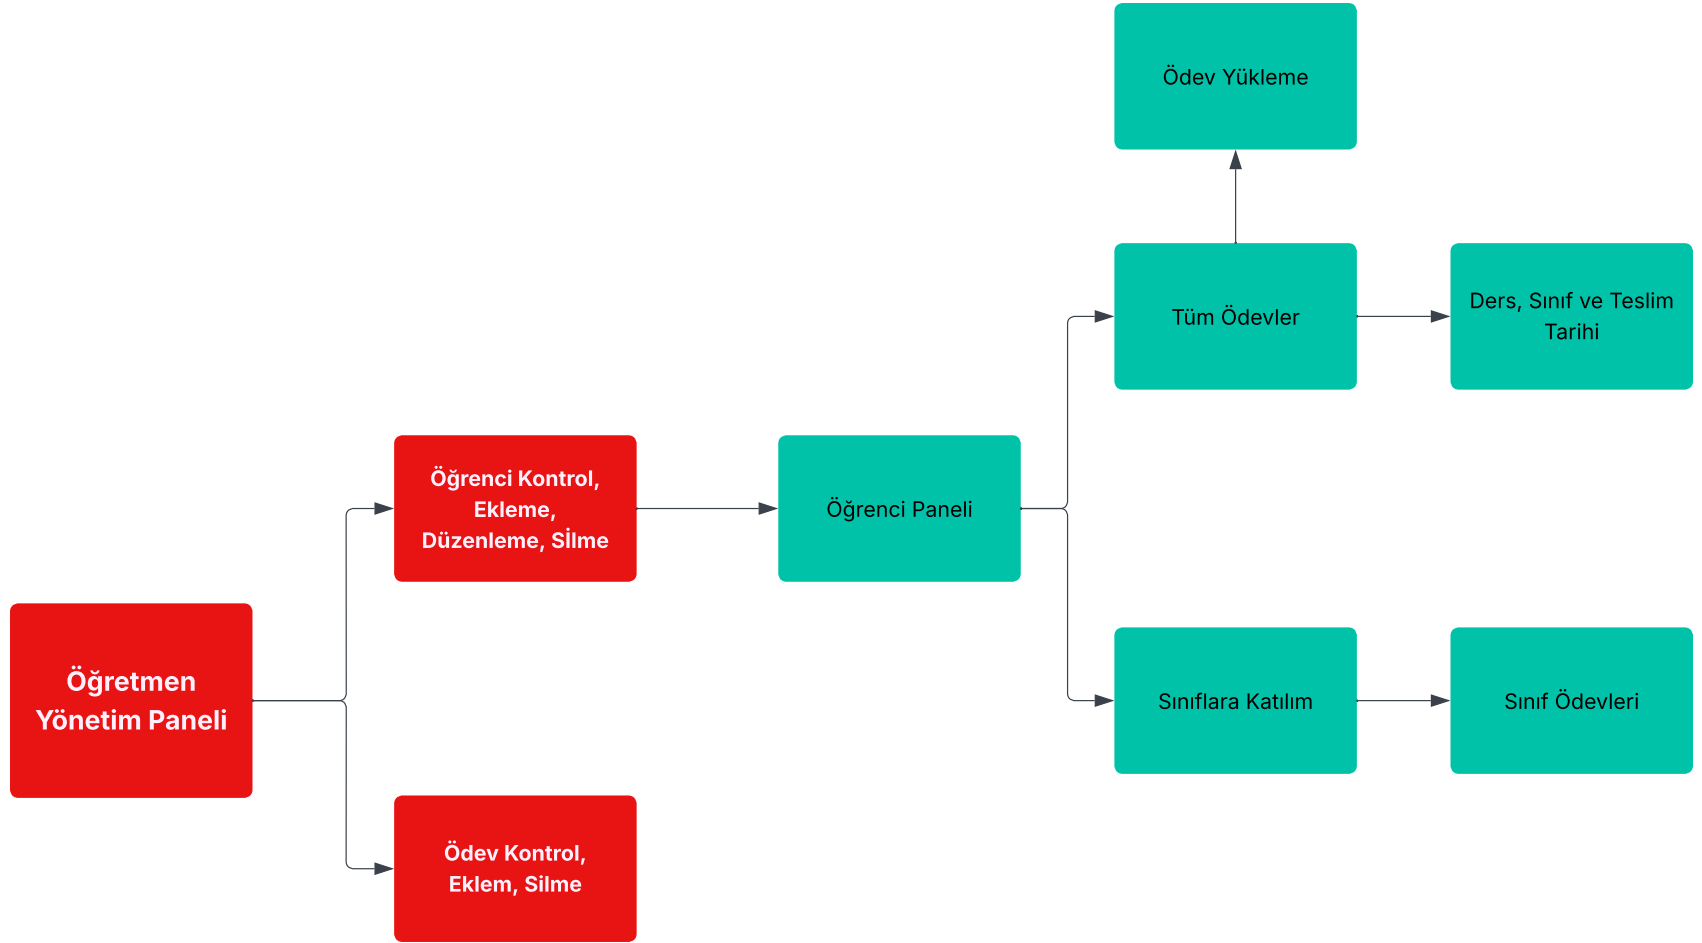 Ödev Yükleme
Tüm Ödevler
Ders, Sınıf ve Teslim
Tarihi
Öğrenci Kontrol,
Ekleme,
Düzenleme, Sİlme
Öğrenci Paneli
Öğretmen
Yönetim Paneli
Sınıflara Katılım
Sınıf Ödevleri
Ödev Kontrol,
Eklem, Silme